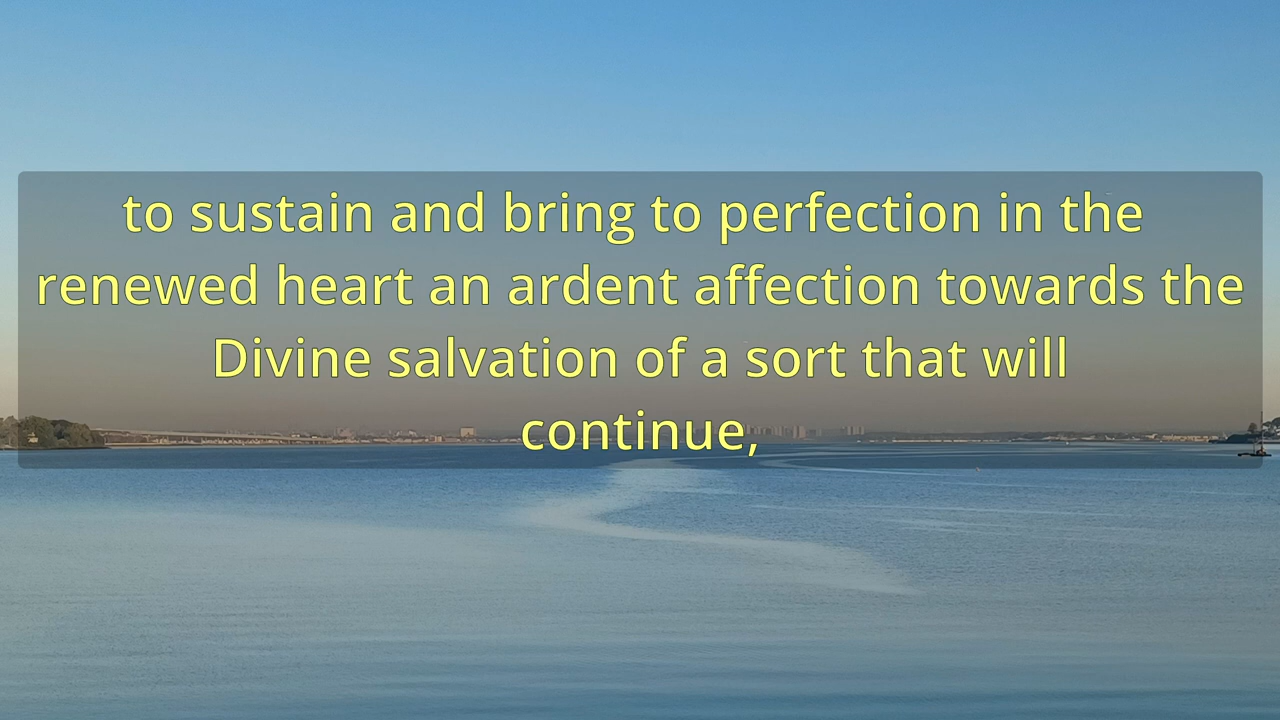 to sustain and bring to perfection in the
renewed heart an ardent affection towards the
Divine salvation of a sort that will
continue,